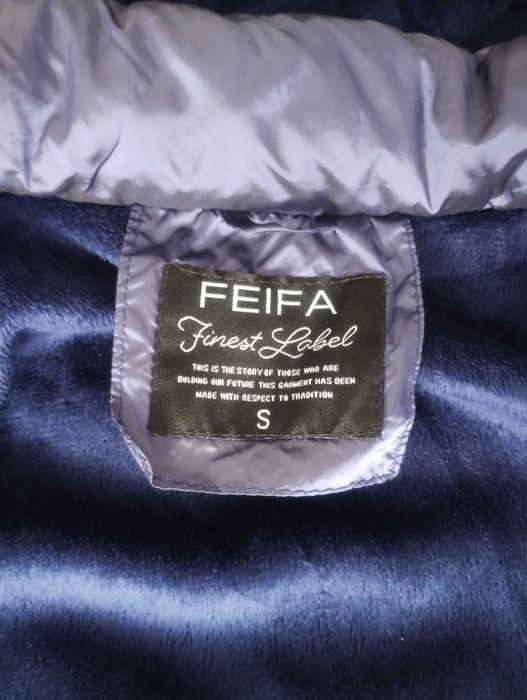 FEIFA
Finest Label
THIS IS THE STORY OF THOSE WHO ARE
BULDING OUR FUTURE THIS GARMENT HAS BEEN
MADE WITH RESPECT TO TRADITION
S